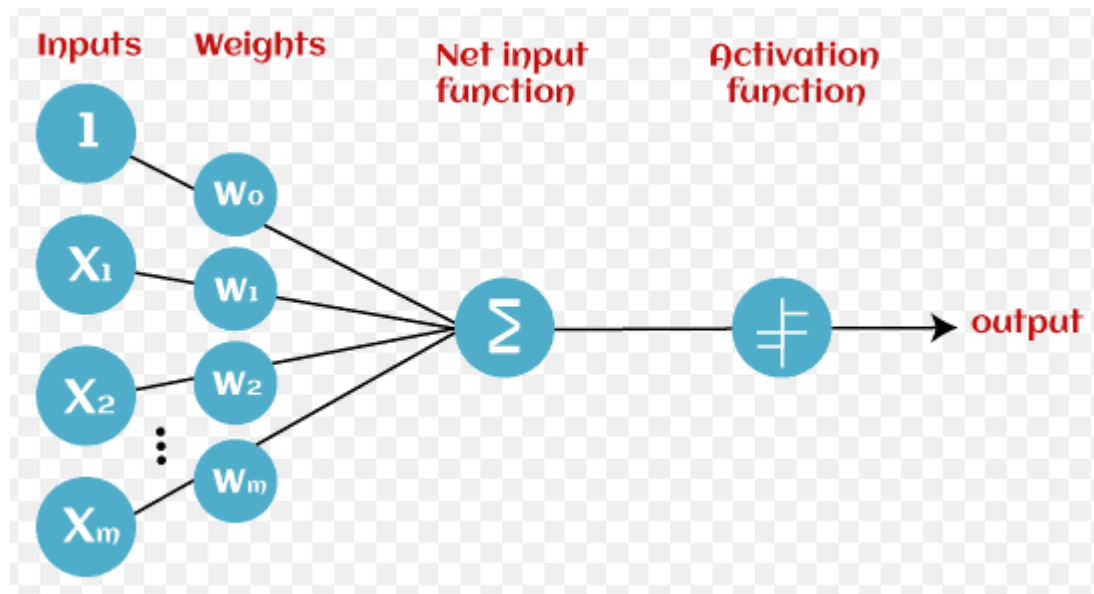 Inputs
Weights
Net input
function
Activation
function
1
W0
X1
W1
Σ
output
X2
W2
Wm
Xm